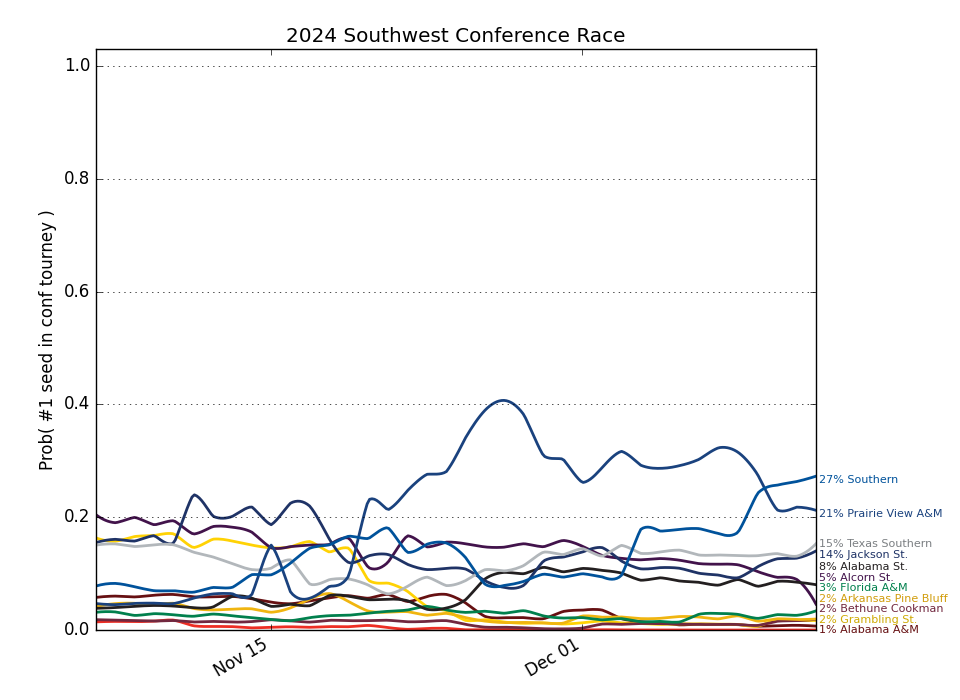 2024 Southwest Conference Race
Prob( #1 seed in conf tourney )
1.0
0.8
0.6
0.4
0.2
0.0
Nov 15
Dec 01
27% Southern
21% Prairie View A&M
15% Texas Southern
14% Jackson St.
8% Alabama St.
5% Alcorn St.
3% Florida A&M
2% Arkansas Pine Bluff
2% Bethune Cookman
2% Grambling St.
1% Alabama A&M